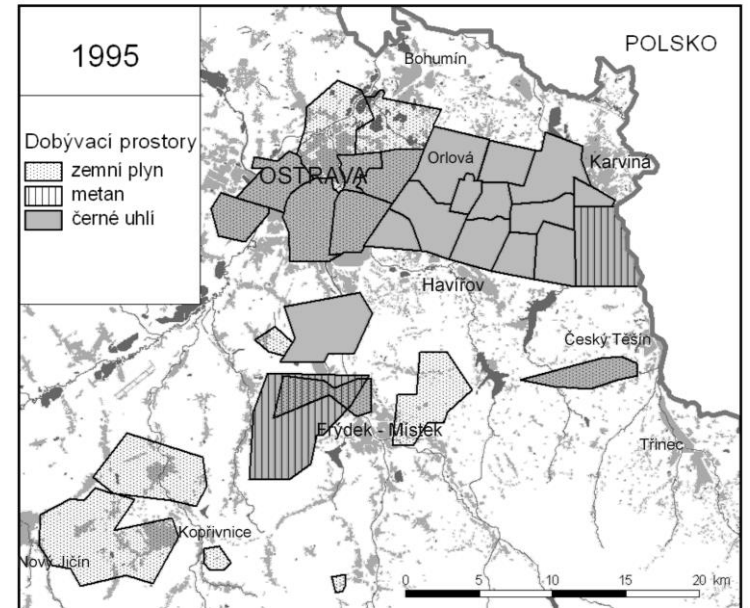 1995
Dobývací prostory
zemní plyn
metan
černé uhlí
POLSKO
Bohumín
OSTRAVA
Orlová
Karviná
Havířov
Český Těšín
Frýdek - Místek
Třinec
Kopřivnice
Nový Jičín
0 5 10 15 20 km